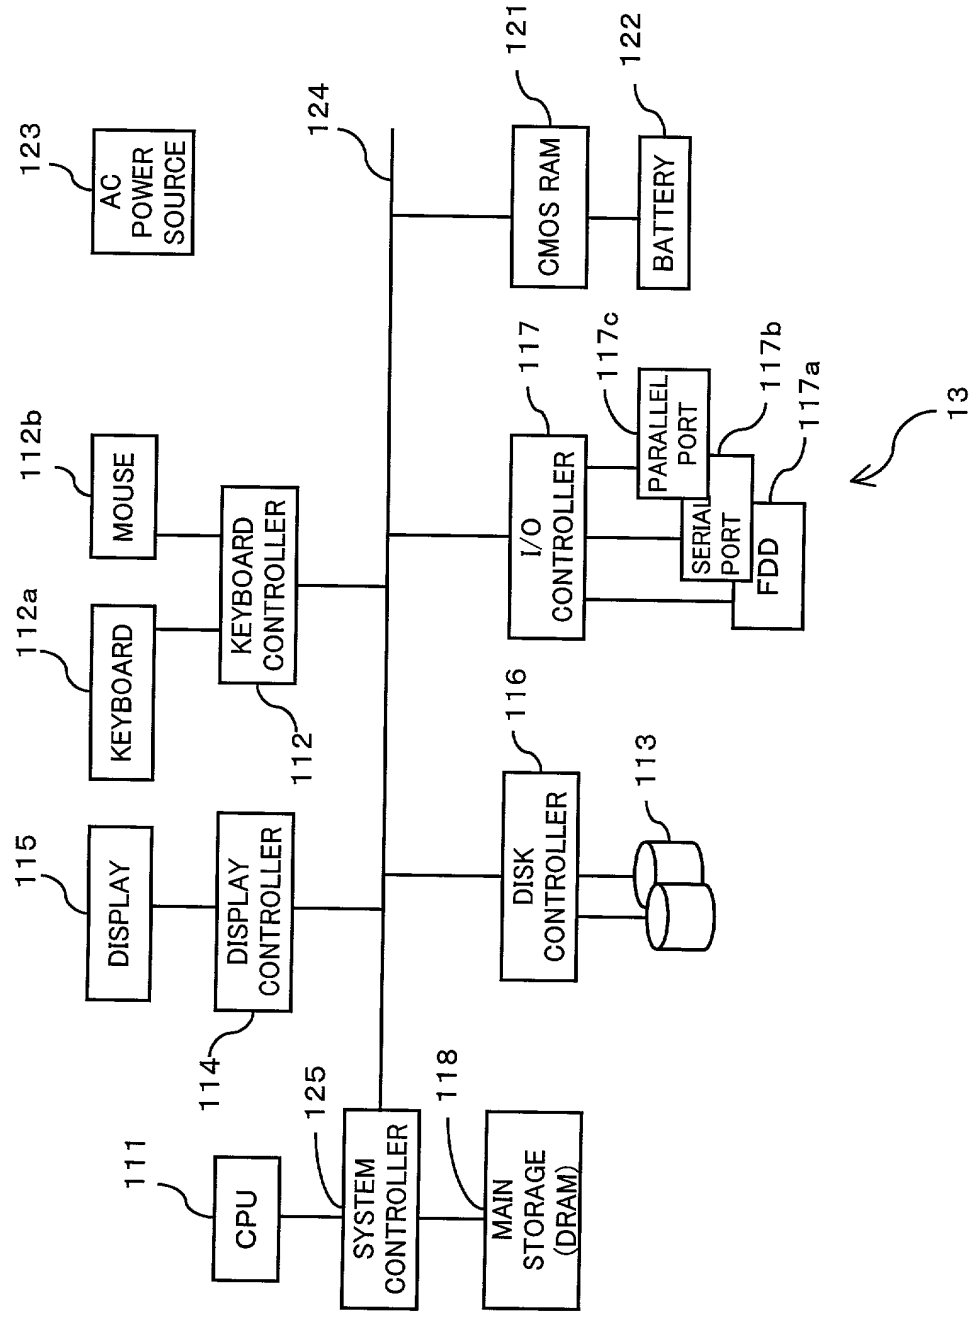 111
CPU
125
SYSTEM
CONTROLLER
118
MAIN
STORAGE
(DRAM)
115
DISPLAY
114
DISPLAY
CONTROLLER
112a
KEYBOARD
112b
MOUSE
112
KEYBOARD
CONTROLLER
123
AC
POWER
SOURCE
124
116
DISK
CONTROLLER
113
117
I/O
CONTROLLER
117c
PARALLEL
PORT
117b
SERIAL
PORT
117a
FDD
121
CMOS RAM
122
BATTERY
13